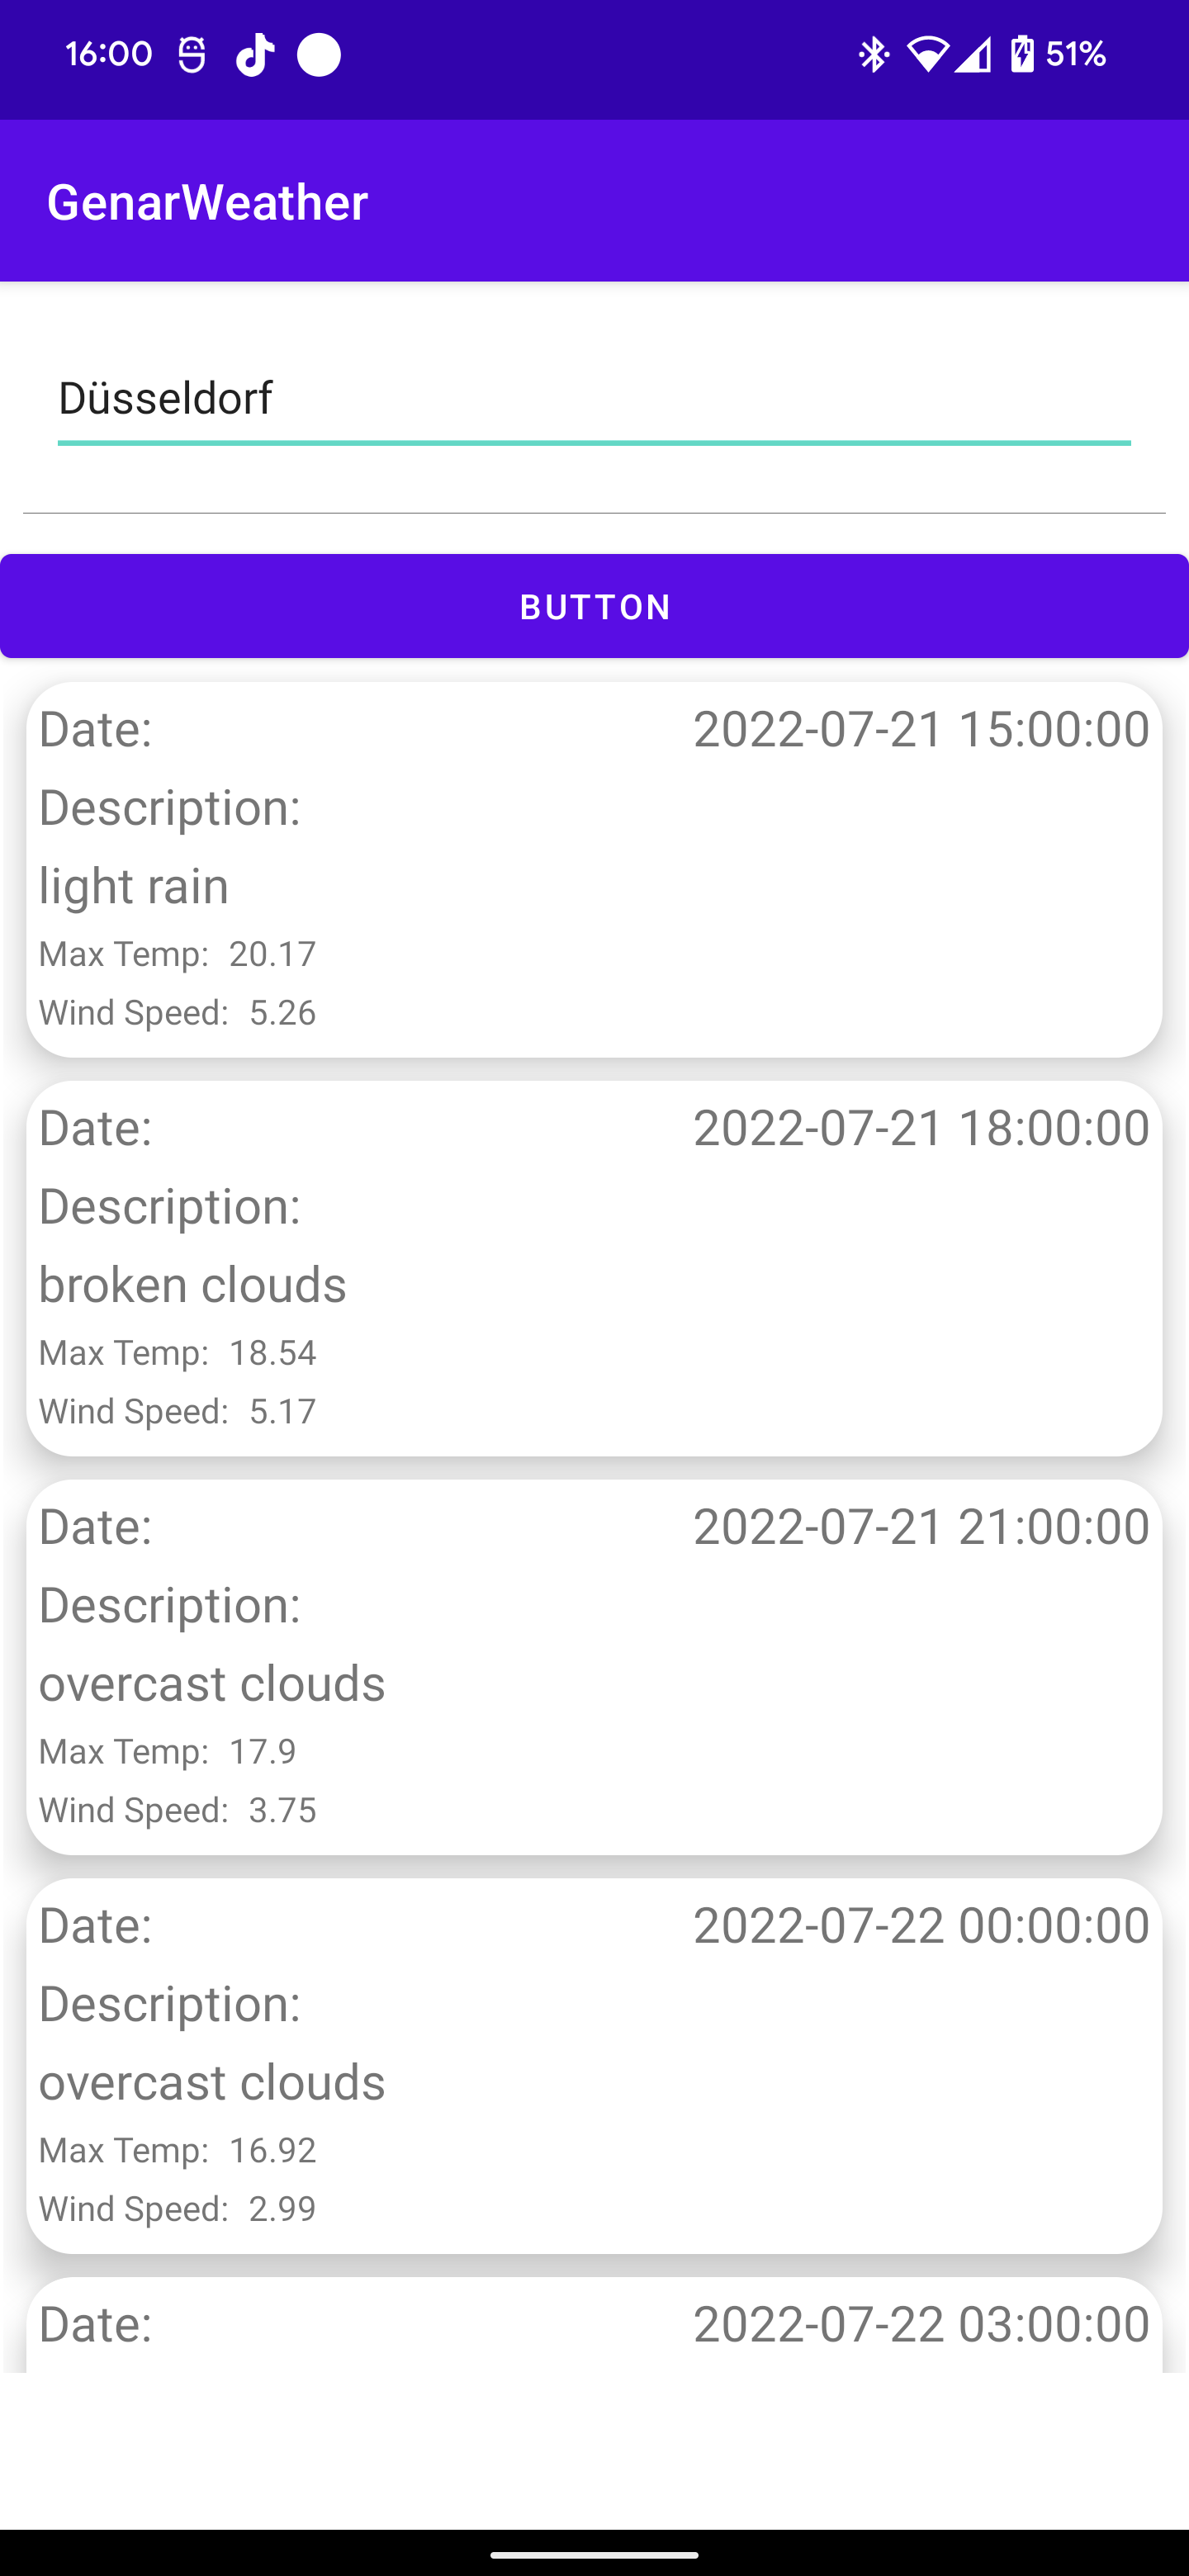 16:00 51%
GenarWeather
Düsseldorf
BUTTON
Date: 2022-07-21 15:00:00
Description:
light rain
Max Temp: 20.17
Wind Speed: 5.26
Date: 2022-07-21 18:00:00
Description:
broken clouds
Max Temp: 18.54
Wind Speed: 5.17
Date: 2022-07-21 21:00:00
Description:
overcast clouds
Max Temp: 17.9
Wind Speed: 3.75
Date: 2022-07-22 00:00:00
Description:
overcast clouds
Max Temp: 16.92
Wind Speed: 2.99
Date: 2022-07-22 03:00:00